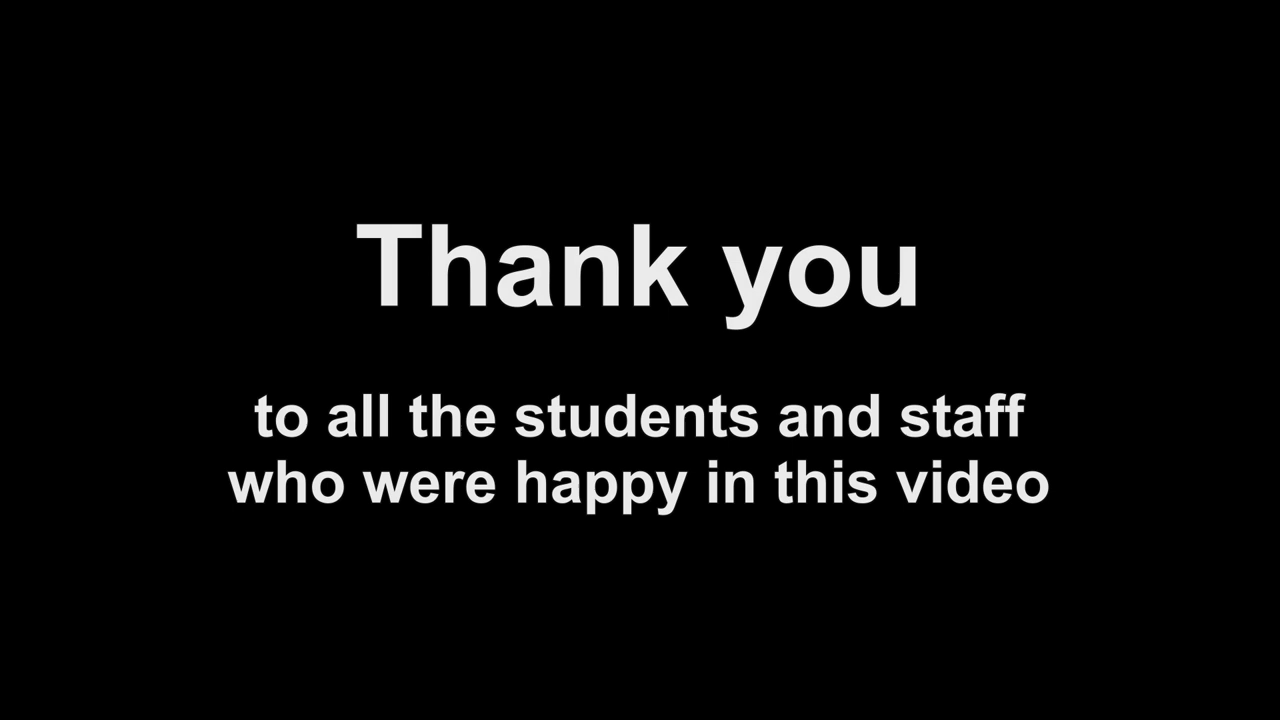 Thank you
to all the students and staff
who were happy in this video